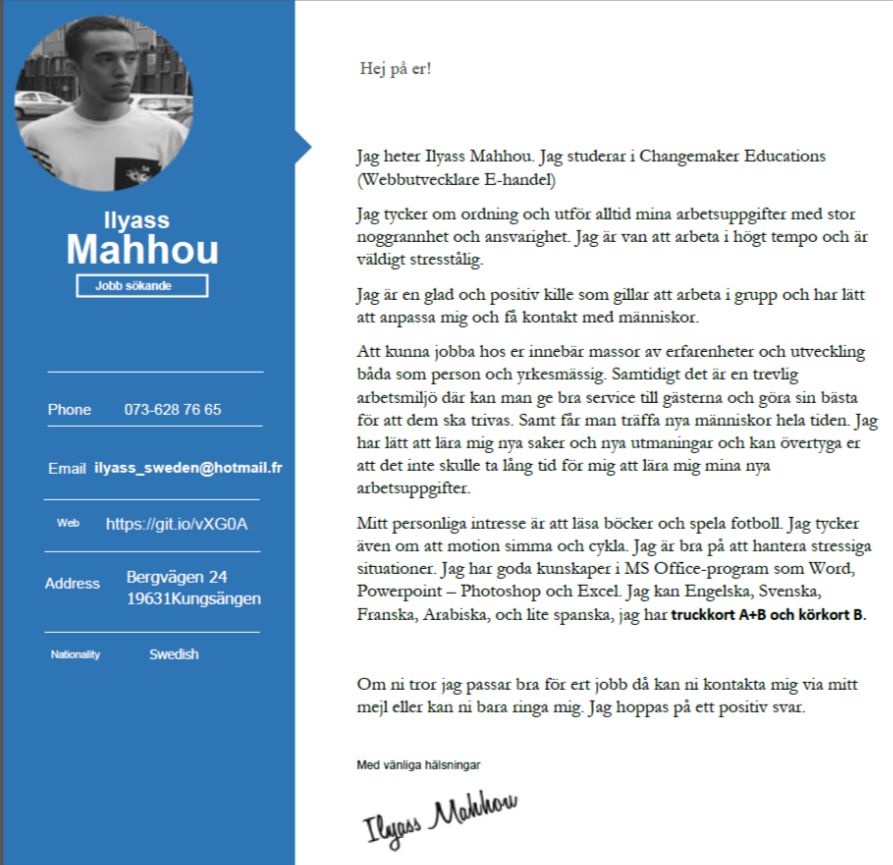 Ilyass
Mahhou
Jobb sökande
Phone 073-628 76 65
Email ilyass_sweden@hotmail.fr
Web https://git.io/vXG0A
Address Bergvägen 24
19631Kungsängen
Nationality Swedish
Hej på er!
Jag heter Ilyass Mahhou. Jag studerar i Changemaker Educations
(Webbutvecklare E-handel)
Jag tycker om ordning och utför alltid mina arbetsuppgifter med stor
noggrannhet och ansvarighet. Jag är van att arbeta i högt tempo och är
väldigt stresstålig.
Jag är en glad och positiv kille som gillar att arbeta i grupp och har lätt
att anpassa mig och få kontakt med människor.
Att kunna jobba hos er innebär massor av erfarenheter och utveckling
båda som person och yrkesmässig. Samtidigt det är en trevlig
arbetsmiljö där kan man ge bra service till gästerna och göra sin bästa
för att dem ska trivas. Samt får man träffa nya människor hela tiden. Jag
har lätt att lära mig nya saker och nya utmaningar och kan övertyga er
att det inte skulle ta lång tid för mig att lära mig mina nya
arbetsuppgifter.
Mitt personliga intresse är att läsa böcker och spela fotboll. Jag tycker
även om att motion simma och cykla. Jag är bra på att hantera stressiga
situationer. Jag har goda kunskaper i MS Office-program som Word,
Powerpoint – Photoshop och Excel. Jag kan Engelska, Svenska,
Franska, Arabiska, och lite spanska, jag har truckkort A+B och körkort B.
Om ni tror jag passar bra för ert jobb då kan ni kontakta mig via mitt
mejl eller kan ni bara ringa mig. Jag hoppas på ett positiv svar.
Med vänliga hälsningar
Ilyass Mahhou